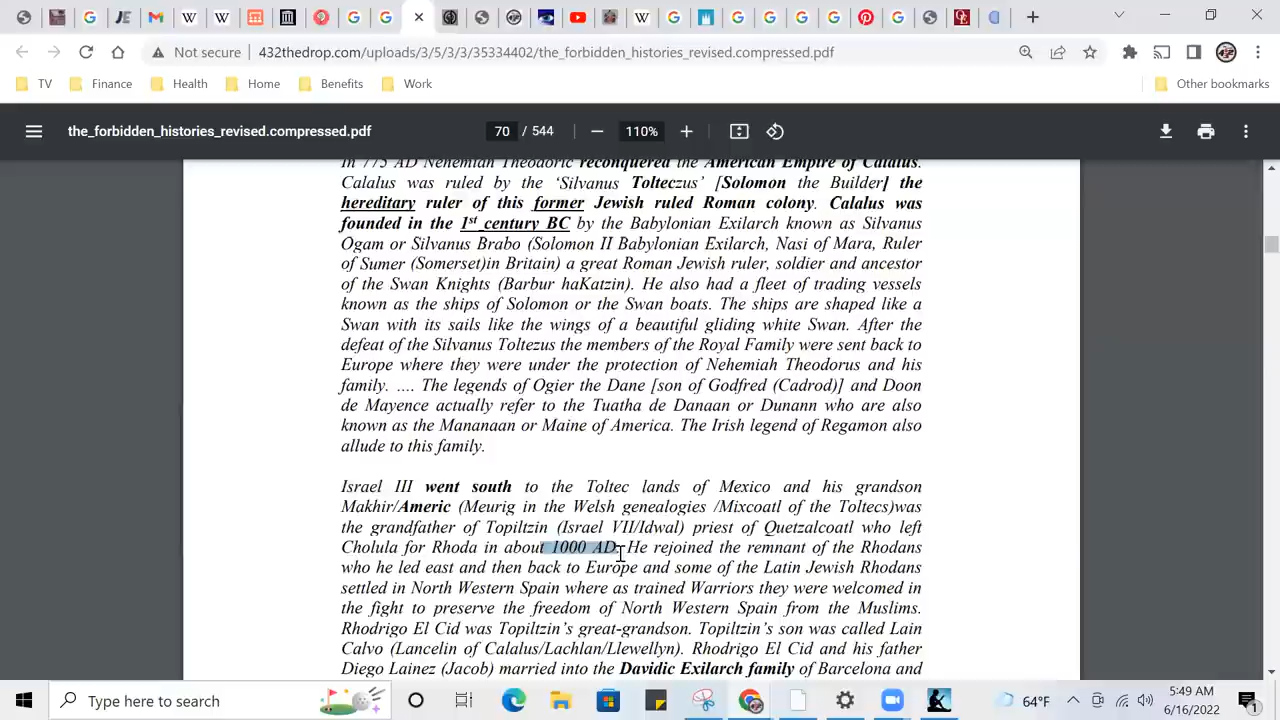 Not secure 432thedrop.com/uploads/3/5/3/3/35334402/the_forbidden_histories_revised.compressed.pdf
TV Finance Health Home Benefits Work Other bookmarks
the_forbidden_histories_revised.compressed.pdf 70 / 544 110%
In 775 AD Nehemian Theodoric reconquered the American Empire of Calalus.
Calalus was ruled by the ‘Silvanus Tolteczus’ [Solomon the Builder] the
hereditary ruler of this former Jewish ruled Roman colony. Calalus was
founded in the 1st century BC by the Babylonian Exilarch known as Silvanus
Ogam or Silvanus Brabo (Solomon II Babylonian Exilarch, Nasi of Mara, Ruler
of Sumer (Somerset)in Britain) a great Roman Jewish ruler, soldier and ancestor
of the Swan Knights (Barbur haKatzin). He also had a fleet of trading vessels
known as the ships of Solomon or the Swan boats. The ships are shaped like a
Swan with its sails like the wings of a beautiful gliding white Swan. After the
defeat of the Silvanus Toltezus the members of the Royal Family were sent back to
Europe where they were under the protection of Nehemiah Theodorus and his
family. .... The legends of Ogier the Dane [son of Godfred (Cadrod)] and Doon
de Mayence actually refer to the Tuatha de Danaan or Dunann who are also
known as the Mananaan or Maine of America. The Irish legend of Regamon also
allude to this family.
Israel III went south to the Toltec lands of Mexico and his grandson
Makhir/Americ (Meurig in the Welsh genealogies /Mixcoatl of the Toltecs)was
the grandfather of Topiltzin (Israel VII/Idwal) priest of Quetzalcoatl who left
Cholula for Rhoda in about 1000 AD. He rejoined the remnant of the Rhodans
who he led east and then back to Europe and some of the Latin Jewish Rhodans
settled in North Western Spain where as trained Warriors they were welcomed in
the fight to preserve the freedom of North Western Spain from the Muslims.
Rhodrigo El Cid was Topiltzin’s great-grandson. Topiltzin’s son was called Lain
Calvo (Lancelin of Calalus/Lachlan/Llewellyn). Rhodrigo El Cid and his father
Diego Lainez (Jacob) married into the Davidic Exilarch family of Barcelona and
Type here to search 64°F 5:49 AM
6/16/2022